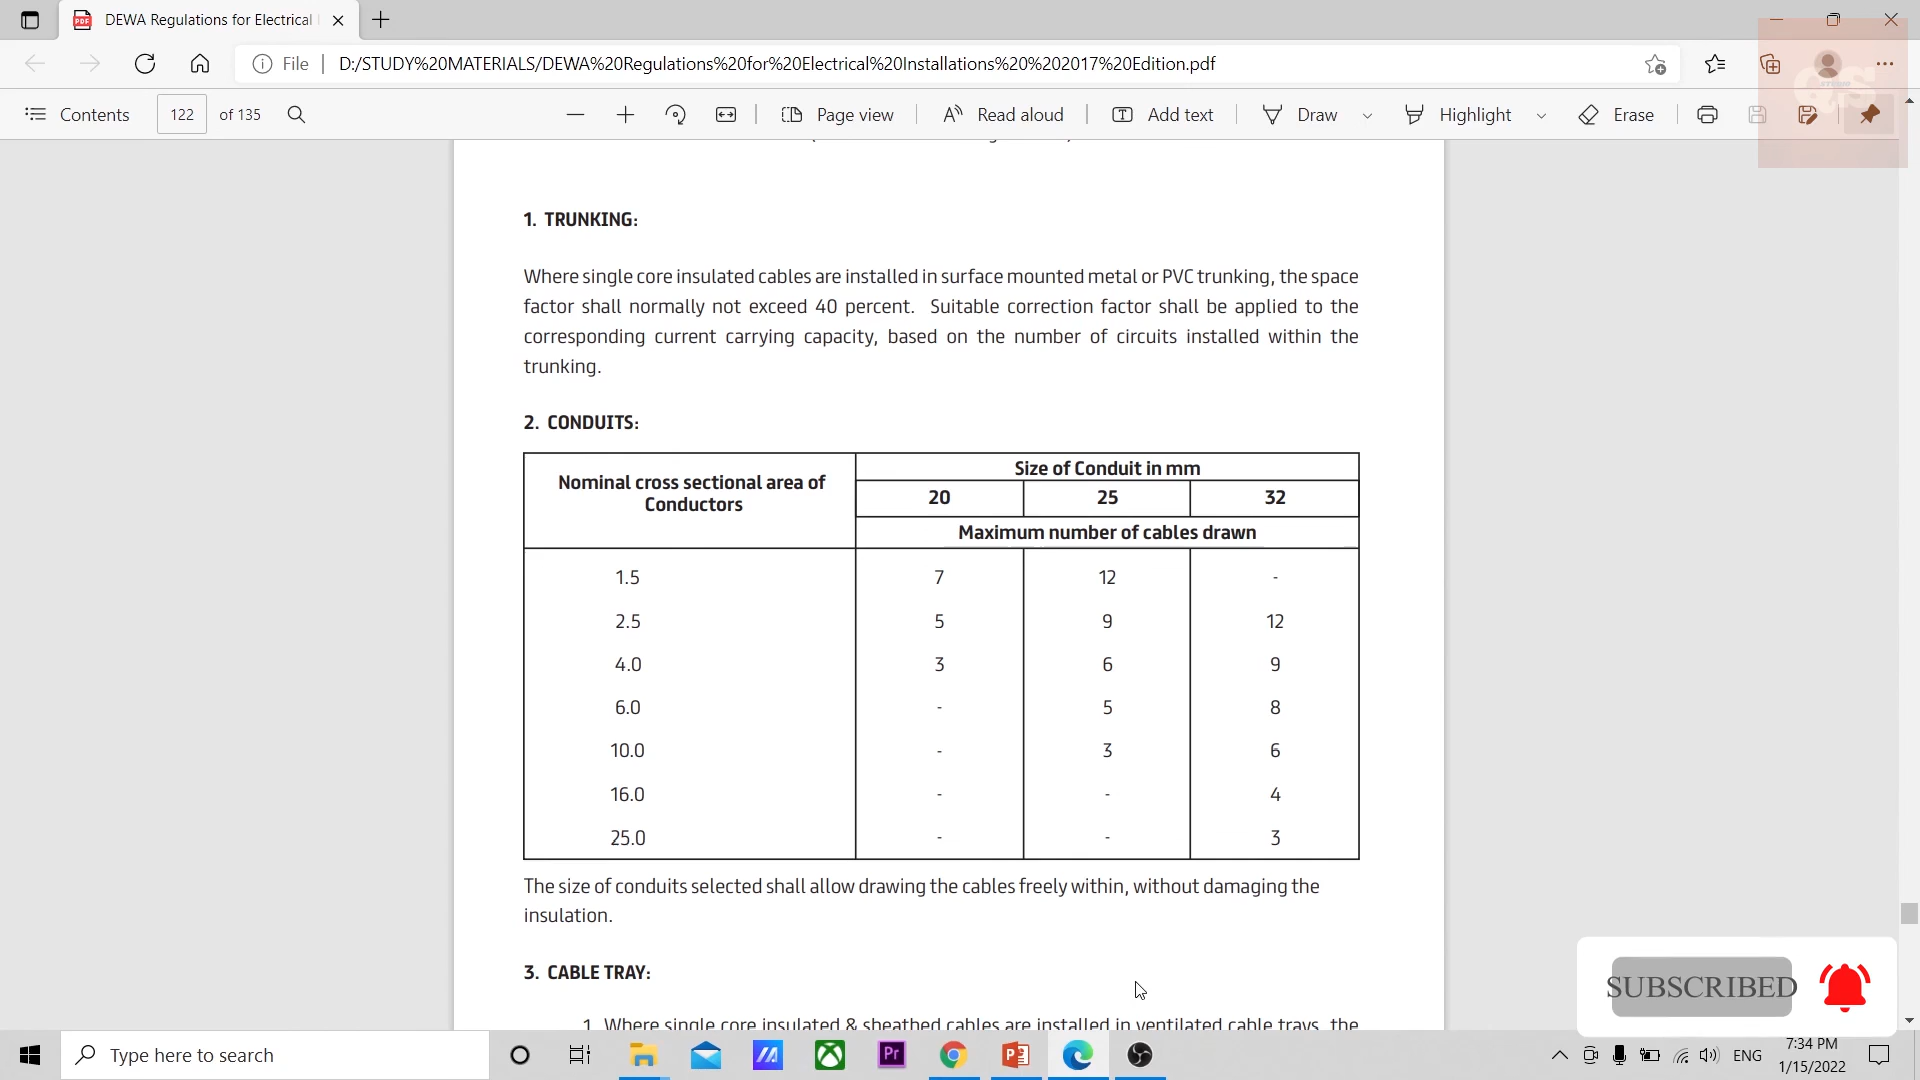 DEWA Regulations for Electrical
File
D:/STUDY%20MATERIALS/DEWA%20Regulations%20for%20Electrical%20Installations%20%202017%20Edition.pdf
Contents
122
of 135
Page view
Read aloud
Add text
Draw
Highlight
Erase
1. TRUNKING:
Where single core insulated cables are installed in surface mounted metal or PVC trunking, the space
factor shall normally not exceed 40 percent. Suitable correction factor shall be applied to the
corresponding current carrying capacity, based on the number of circuits installed within the
trunking.
2. CONDUITS:
Nominal cross sectional area of
Conductors
Size of Conduit in mm
20 25 32
Maximum number of cables drawn
1.5 7 12 -
2.5 5 9 12
4.0 3 6 9
6.0 - 5 8
10.0 - 3 6
16.0 - - 4
25.0 - - 3
The size of conduits selected shall allow drawing the cables freely within, without damaging the
insulation.
3. CABLE TRAY:
1. Where single core insulated & sheathed cables are installed in ventilated cable trays, the
SUBSCRIBED
Type here to search
Pr
ENG
7:34 PM
1/15/2022